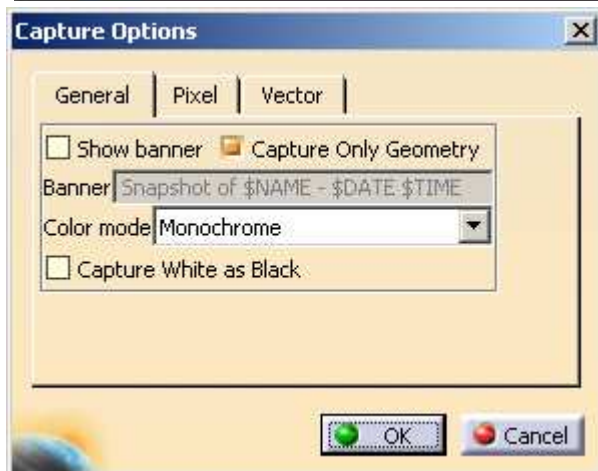 Capture Options
General Pixel Vector
Show banner Capture Only Geometry
Banner Snapshot of $NAME - $DATE $TIME
Color mode Monochrome
Capture White as Black
OK Cancel